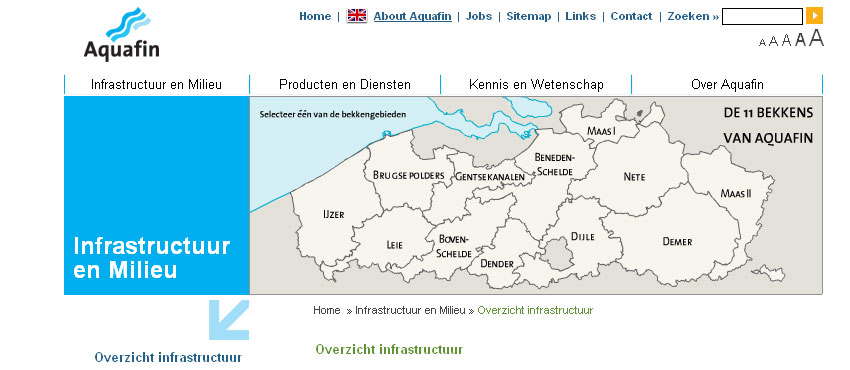 Aquafin
Home | About Aquafin | Jobs | Sitemap | Links | Contact | Zoeken »
A A A A A
Infrastructuur en Milieu
Producten en Diensten
Kennis en Wetenschap
Over Aquafin
Infrastructuur
en Milieu
Selecteer één van de bekkengebieden
DE 11 BEKKENS
VAN AQUAFIN
MAAS I
BRUGSE POLDERS
GENTSE KANALEN
BENEDEN-
SCHELDE
NETE
MAAS II
IJZER
LEIE
BOVEN-
SCHELDE
DENDER
DIJLE
DEMER
Home » Infrastructuur en Milieu » Overzicht infrastructuur
Overzicht infrastructuur
Overzicht infrastructuur